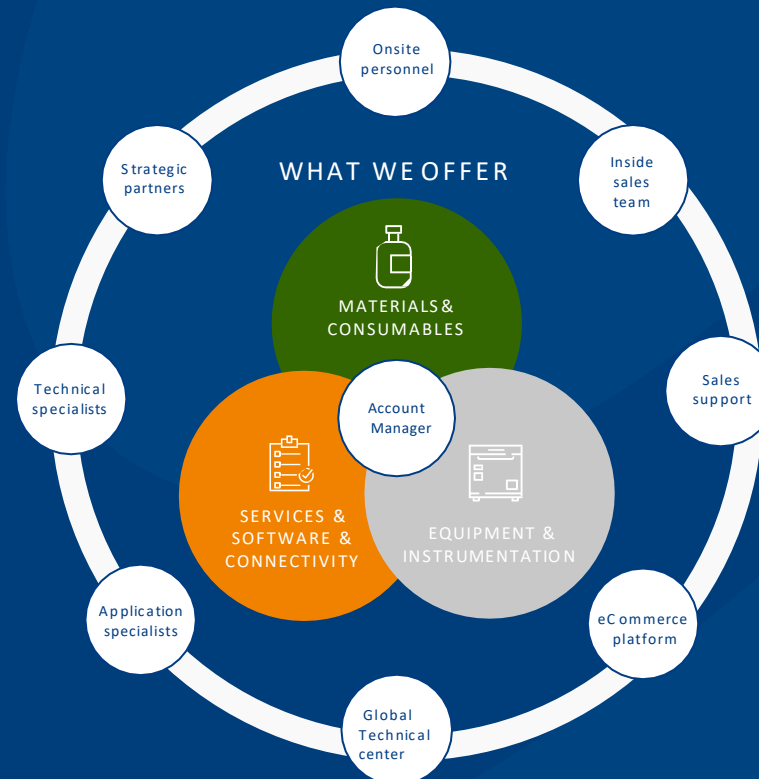 Onsite
personnel
Strategic
partners
WHAT WE OFFER
Inside
sales
team
MATERIALS &
CONSUMABLES
Technical
specialists
Account
Manager
Sales
support
SERVICES &
SOFTWARE &
CONNECTIVITY
EQUIPMENT &
INSTRUMENTATION
Application
specialists
eCommerce
platform
Global
Technical
center